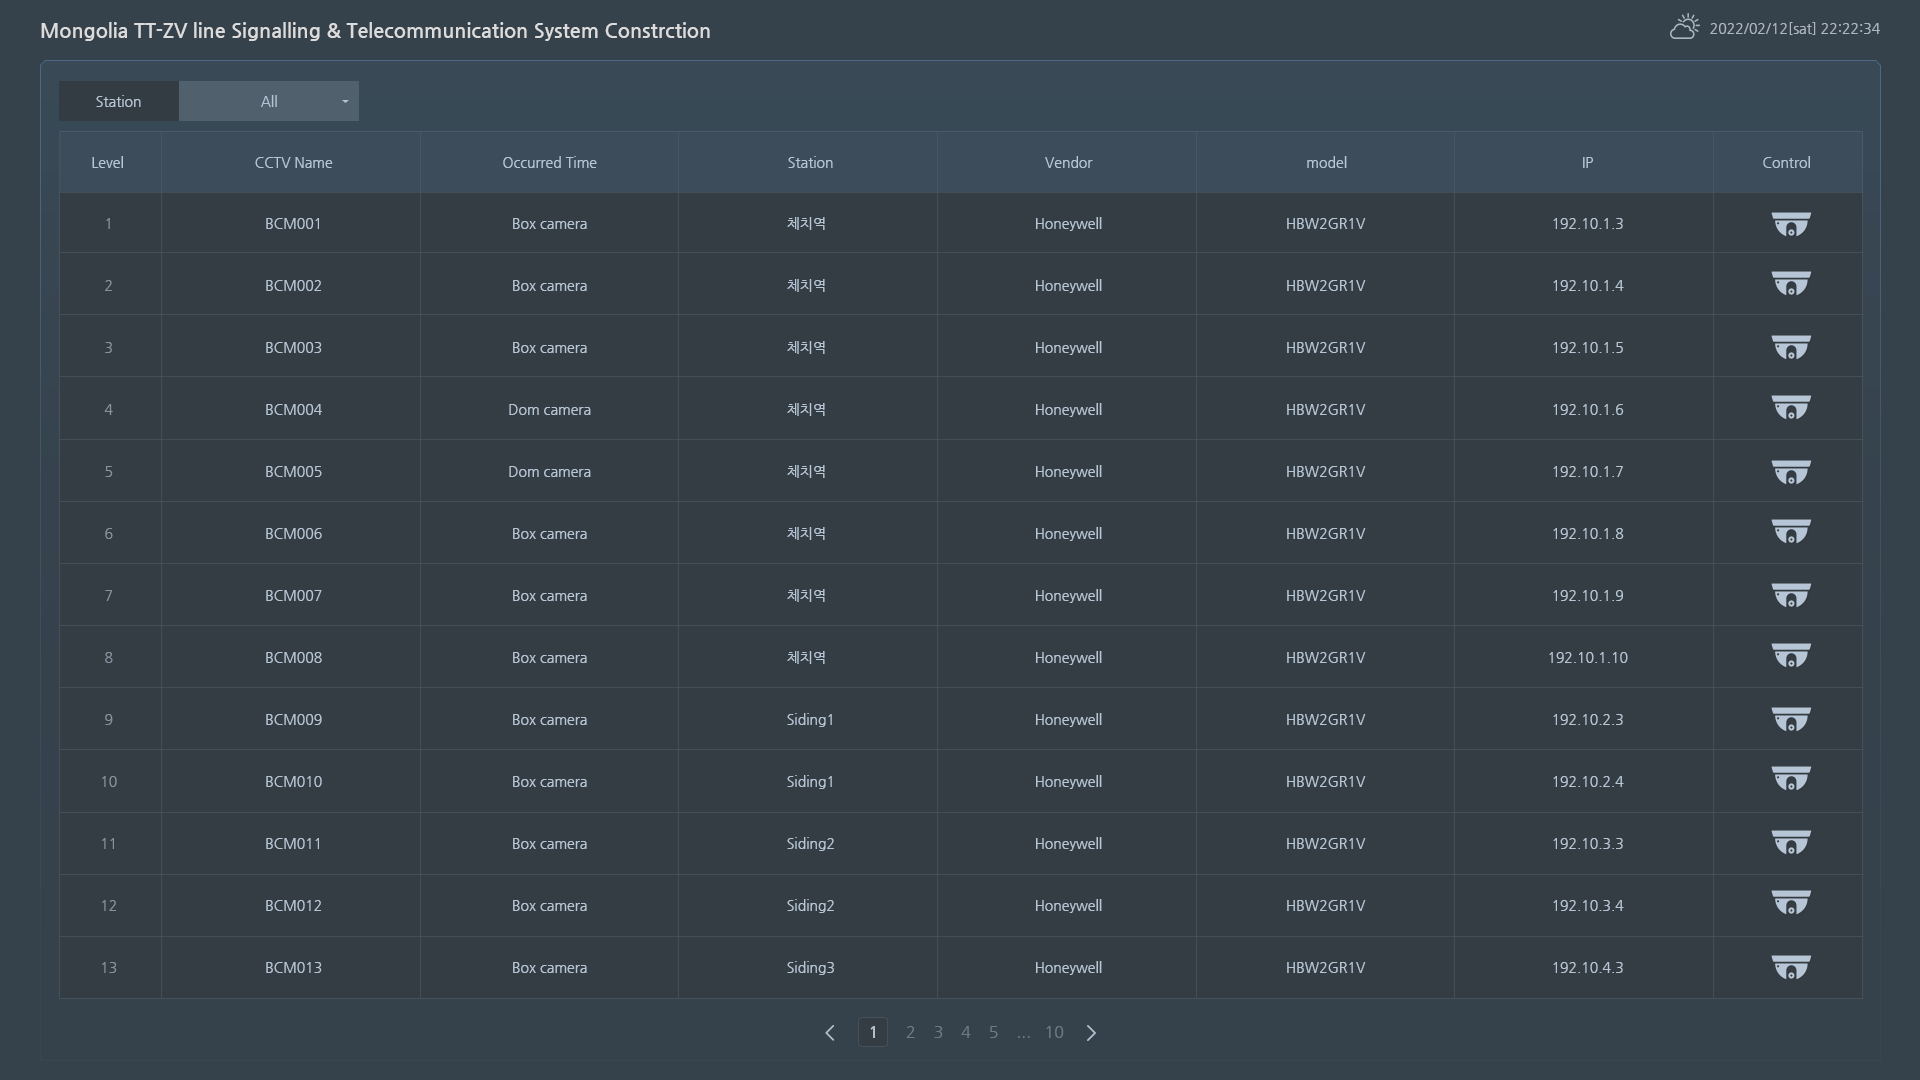 Mongolia TT-ZV line Signalling & Telecommunication System Constrction
2022/02/12[sat] 22:22:34
Station All
Level CCTV Name Occurred Time Station Vendor model IP Control
1 BCM001 Box camera 체치역 Honeywell HBW2GR1V 192.10.1.3
2 BCM002 Box camera 체치역 Honeywell HBW2GR1V 192.10.1.4
3 BCM003 Box camera 체치역 Honeywell HBW2GR1V 192.10.1.5
4 BCM004 Dom camera 체치역 Honeywell HBW2GR1V 192.10.1.6
5 BCM005 Dom camera 체치역 Honeywell HBW2GR1V 192.10.1.7
6 BCM006 Box camera 체치역 Honeywell HBW2GR1V 192.10.1.8
7 BCM007 Box camera 체치역 Honeywell HBW2GR1V 192.10.1.9
8 BCM008 Box camera 체치역 Honeywell HBW2GR1V 192.10.1.10
9 BCM009 Box camera Siding1 Honeywell HBW2GR1V 192.10.2.3
10 BCM010 Box camera Siding1 Honeywell HBW2GR1V 192.10.2.4
11 BCM011 Box camera Siding2 Honeywell HBW2GR1V 192.10.3.3
12 BCM012 Box camera Siding2 Honeywell HBW2GR1V 192.10.3.4
13 BCM013 Box camera Siding3 Honeywell HBW2GR1V 192.10.4.3
1 2 3 4 5 ... 10